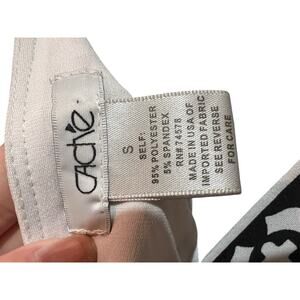 CACHE
S
SELF:
95% POLYESTER
5% SPANDEX
RN# 74578
MADE IN USA OF
IMPORTED FABRIC
SEE REVERSE
FOR CARE